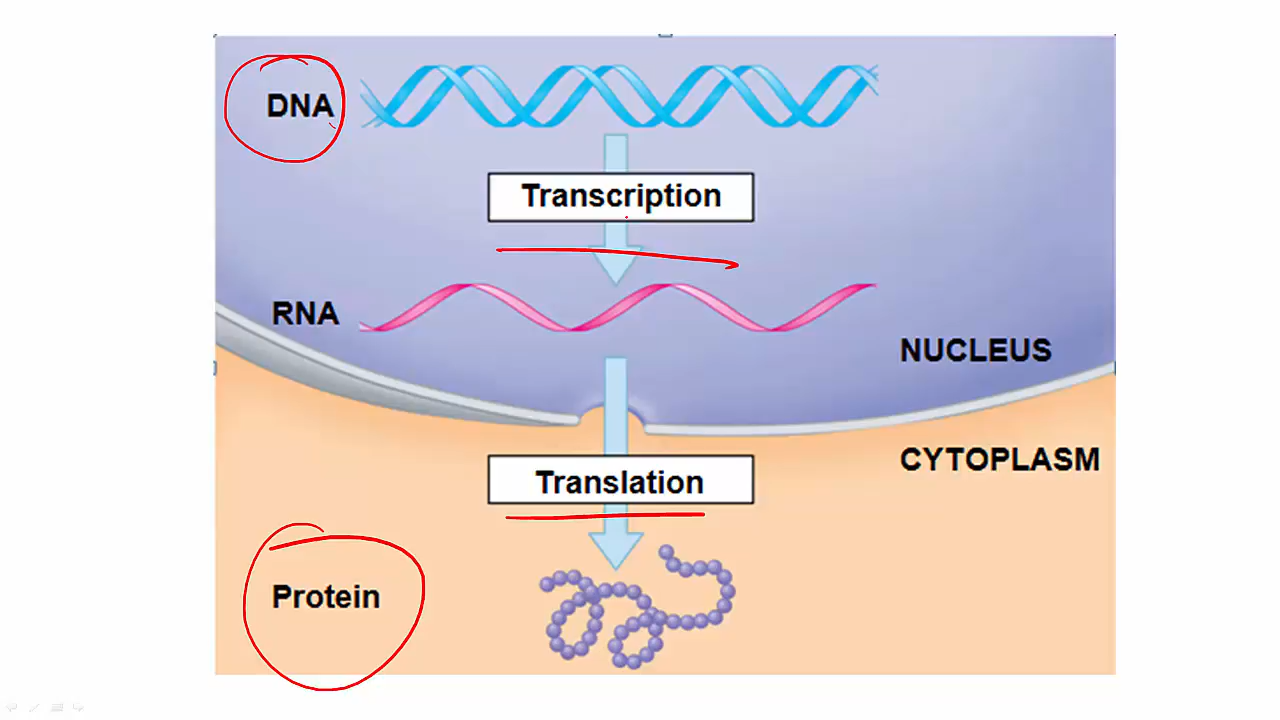 DNA
Transcription
RNA
NUCLEUS
CYTOPLASM
Translation
Protein